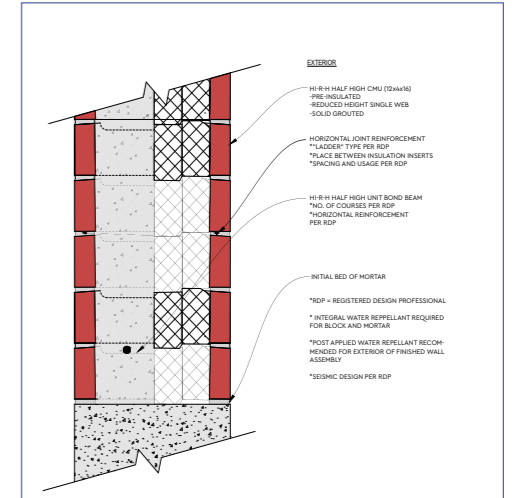 EXTERIOR
HI-R-H HALF HIGH CMU (12x4x16)
-PRE-INSULATED
-REDUCED HEIGHT SINGLE WEB
-SOLID GROUTED
HORIZONTAL JOINT REINFORCEMENT
*"LADDER" TYPE PER RDP
*PLACE BETWEEN INSULATION INSERTS
*SPACING AND USAGE PER RDP
HI-R-H HALF HIGH UNIT BOND BEAM
*NO. OF COURSES PER RDP
*HORIZONTAL REINFORCEMENT
PER RDP
INITIAL BED OF MORTAR
*RDP = REGISTERED DESIGN PROFESSIONAL
* INTEGRAL WATER REPPELLANT REQUIRED
FOR BLOCK AND MORTAR
*POST APPLIED WATER REPELLANT RECOM-
MENDED FOR EXTERIOR OF FINISHED WALL
ASSEMBLY
*SEISMIC DESIGN PER RDP